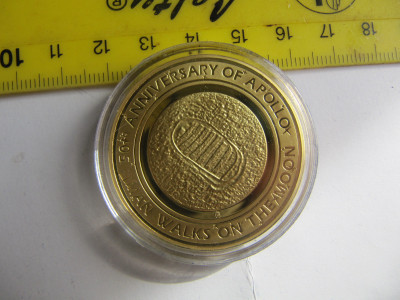 10 11 12 13 14 15 16 17 18
ANNIVERSARY OF APOLLO
WALKS ON THE MOON